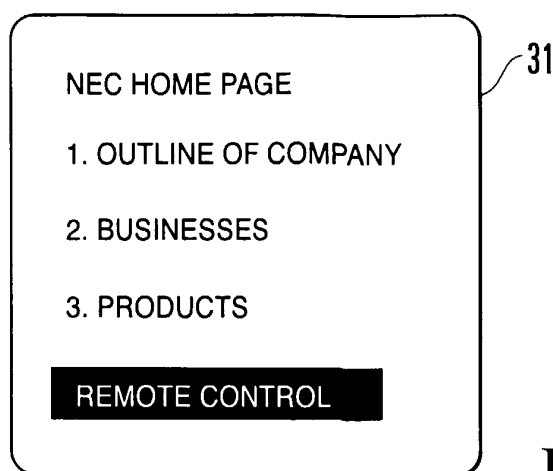 NEC HOME PAGE
31
1. OUTLINE OF COMPANY
2. BUSINESSES
3. PRODUCTS
REMOTE CONTROL